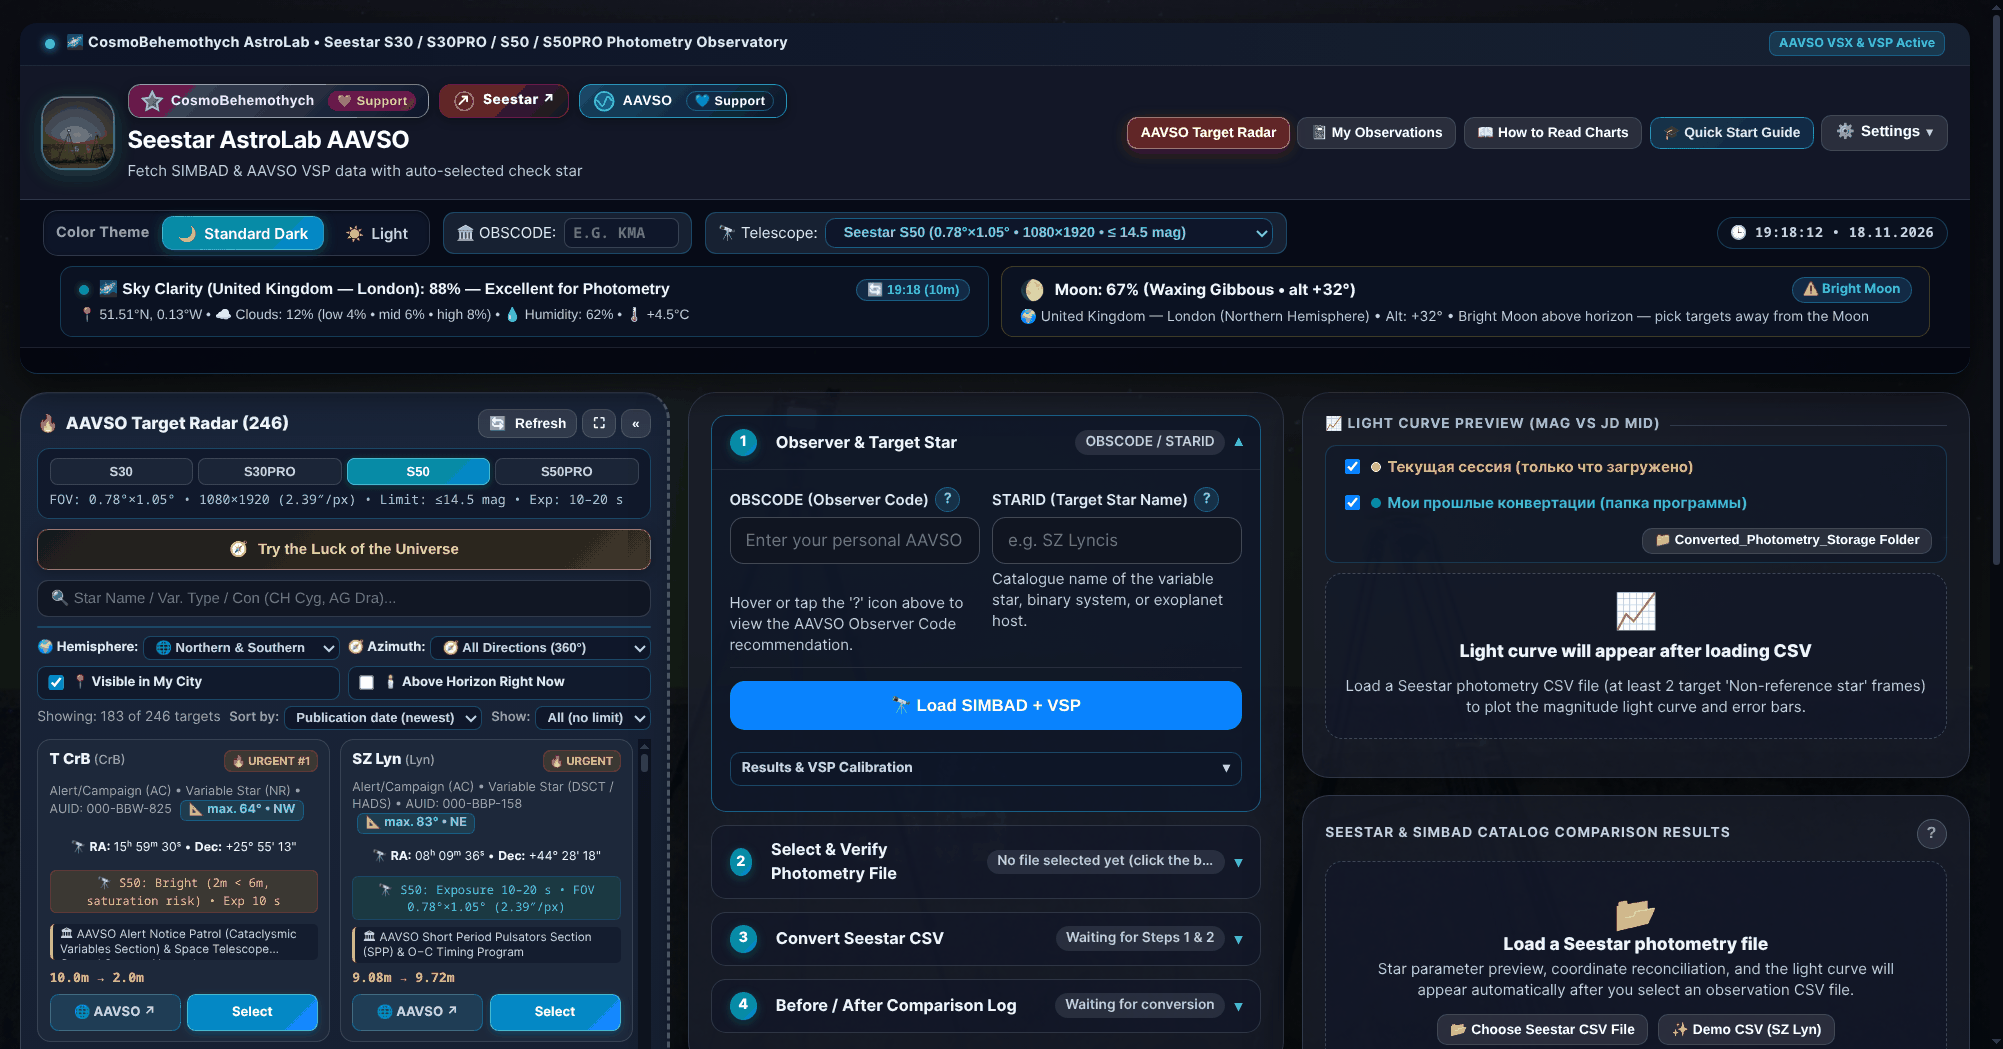 CosmoBehemothych AstroLab • Seestar S30 / S30PRO / S50 / S50PRO Photometry Observatory
AAVSO VSX & VSP Active
CosmoBehemothych
Support
Seestar ↗
AAVSO
Support
Seestar AstroLab AAVSO
Fetch SIMBAD & AAVSO VSP data with auto-selected check star
AAVSO Target Radar
My Observations
How to Read Charts
Quick Start Guide
Settings ▾
Color Theme
Standard Dark
Light
OBSCODE:
E.G. KMA
Telescope:
Seestar S50 (0.78°×1.05° • 1080×1920 • ≤ 14.5 mag)
19:18:12 • 18.11.2026
Sky Clarity (United Kingdom — London): 88% — Excellent for Photometry
19:18 (10m)
51.51°N, 0.13°W • Clouds: 12% (low 4% • mid 6% • high 8%) • Humidity: 62% • +4.5°C
Moon: 67% (Waxing Gibbous • alt +32°)
Bright Moon
United Kingdom — London (Northern Hemisphere) • Alt: +32° • Bright Moon above horizon — pick targets away from the Moon
AAVSO Target Radar (246)
Refresh
«
S30
S30PRO
S50
S50PRO
FOV: 0.78°×1.05° • 1080×1920 (2.39″/px) • Limit: ≤14.5 mag • Exp: 10-20 s
Try the Luck of the Universe
Star Name / Var. Type / Con (CH Cyg, AG Dra)...
Hemisphere:
Northern & Southern
Azimuth:
All Directions (360°)
Visible in My City
Above Horizon Right Now
Showing: 183 of 246 targets
Sort by:
Publication date (newest)
Show:
All (no limit)
T CrB (CrB)
URGENT #1
Alert/Campaign (AC) • Variable Star (NR) •
AUID: 000-BBW-825
max. 64° • NW
RA: 15ʰ 59ᵐ 30ˢ • Dec: +25° 55' 13"
S50: Bright (2m < 6m,
saturation risk) • Exp 10 s
AAVSO Alert Notice Patrol (Cataclysmic
Variables Section) & Space Telescope...
10.0m → 2.0m
AAVSO ↗
Select
SZ Lyn (Lyn)
URGENT
Alert/Campaign (AC) • Variable Star (DSCT /
HADS) • AUID: 000-BBP-158
max. 83° • NE
RA: 08ʰ 09ᵐ 36ˢ • Dec: +44° 28' 18"
S50: Exposure 10-20 s • FOV
0.78°×1.05° (2.39″/px)
AAVSO Short Period Pulsators Section
(SPP) & O-C Timing Program
9.08m → 9.72m
AAVSO ↗
Select
1
Observer & Target Star
OBSCODE / STARID
OBSCODE (Observer Code)
?
Enter your personal AAVSO
Hover or tap the '?' icon above to
view the AAVSO Observer Code
recommendation.
STARID (Target Star Name)
?
e.g. SZ Lyncis
Catalogue name of the variable
star, binary system, or exoplanet
host.
Load SIMBAD + VSP
Results & VSP Calibration
2
Select & Verify
Photometry File
No file selected yet (click the b...
3
Convert Seestar CSV
Waiting for Steps 1 & 2
4
Before / After Comparison Log
Waiting for conversion
LIGHT CURVE PREVIEW (MAG VS JD MID)
Текущая сессия (только что загружено)
Мои прошлые конвертации (папка программы)
Converted_Photometry_Storage Folder
Light curve will appear after loading CSV
Load a Seestar photometry CSV file (at least 2 target 'Non-reference star' frames)
to plot the magnitude light curve and error bars.
SEESTAR & SIMBAD CATALOG COMPARISON RESULTS
?
Load a Seestar photometry file
Star parameter preview, coordinate reconciliation, and the light curve will
appear automatically after you select an observation CSV file.
Choose Seestar CSV File
Demo CSV (SZ Lyn)